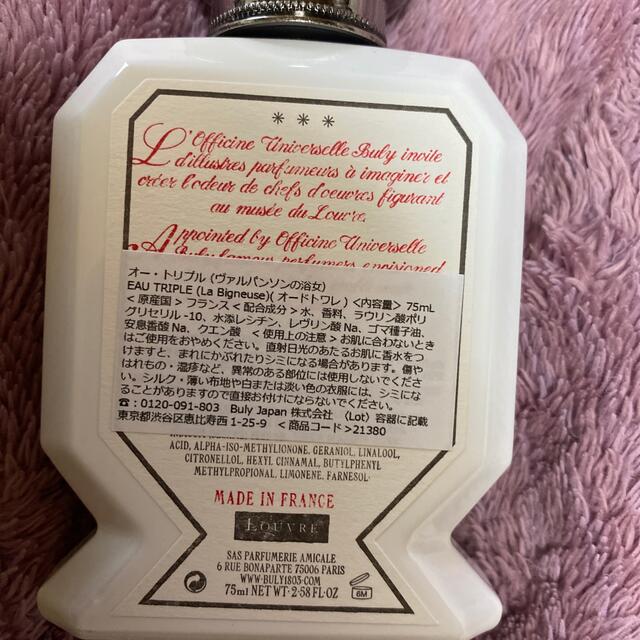 ***
L'Officine Universelle Buly invite
d'illustres parfumeurs à imaginer et
créer l'odeur de chefs d'oeuvres figurant
au musée du Louvre.
Appointed by Officine Universelle
Buly famous perfumers envisioned
オー・トリプル (ヴァルパンソンの浴女)
EAU TRIPLE (La Bigneuse)( オードトワレ ) <内容量> 75mL
< 原産国 > フランス < 配合成分 > 水、香料、ラウリン酸ポリ
グリセリル -10、水添レシチン、レヴリン酸 Na、ゴマ種子油、
安息香酸 Na、クエン酸 < 使用上の注意 > お肌に合わないとき
はご使用をおやめください。直射日光のあたるお肌に香水をつ
けますと、まれにかぶれたりシミになる場合があります。傷や
はれもの・湿疹など、異常のある部位には使用しないでくださ
い。シルク・薄い布地や白または淡い色の衣服には、シミにな
ることがありますので直接お付けにならないでください。
☎: 0120-091-803 Buly Japan 株式会社 〈Lot〉容器に記載
東京都渋谷区恵比寿西 1-25-9 <商品コード>21380
ACID, ALPHA-ISO-METHYLIONONE, GERANIOL, LINALOOL,
CITRONELLOL, HEXYL CINNAMAL, BUTYLPHENYL
METHYLPROPIONAL, LIMONENE, FARNESOL.
MADE IN FRANCE
LOUVRE
SAS PARFUMERIE AMICALE
6 RUE BONAPARTE 75006 PARIS
WWW.BULY1803.COM
75ml NET WT·2·58 FL·OZ
6M